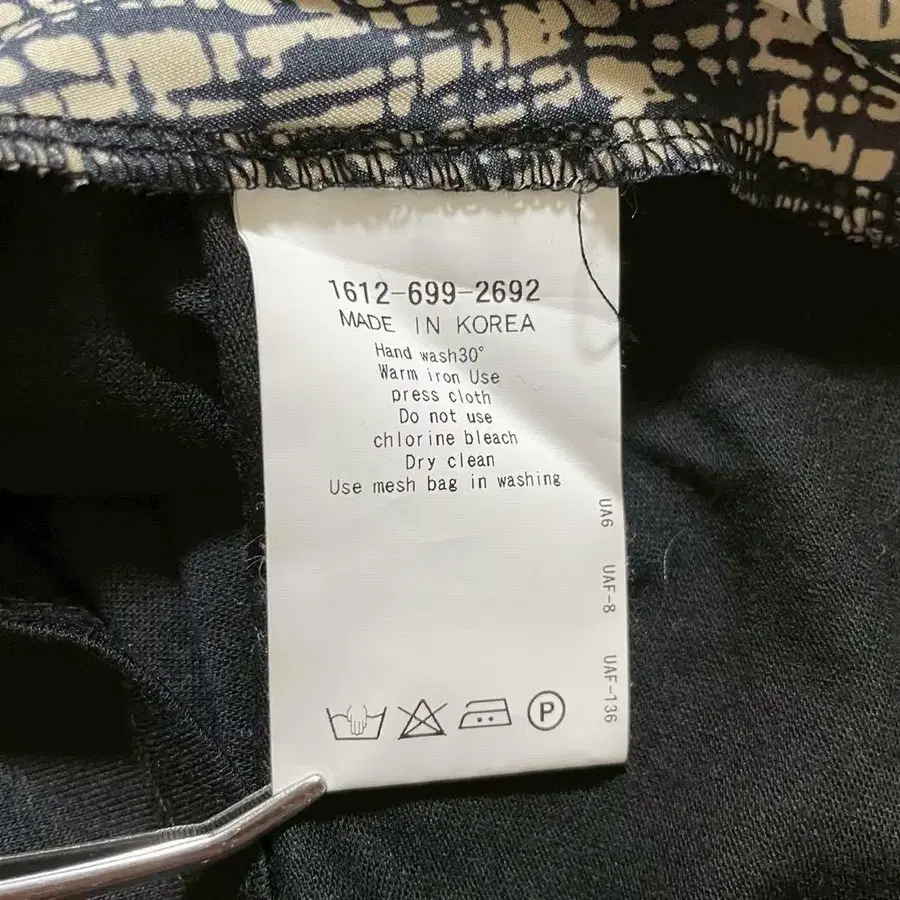 1612-699-2692
MADE IN KOREA
Hand wash30°
Warm iron Use
press cloth
Do not use
chlorine bleach
Dry clean
Use mesh bag in washing
UA6 UAF-8 UAF-136
P